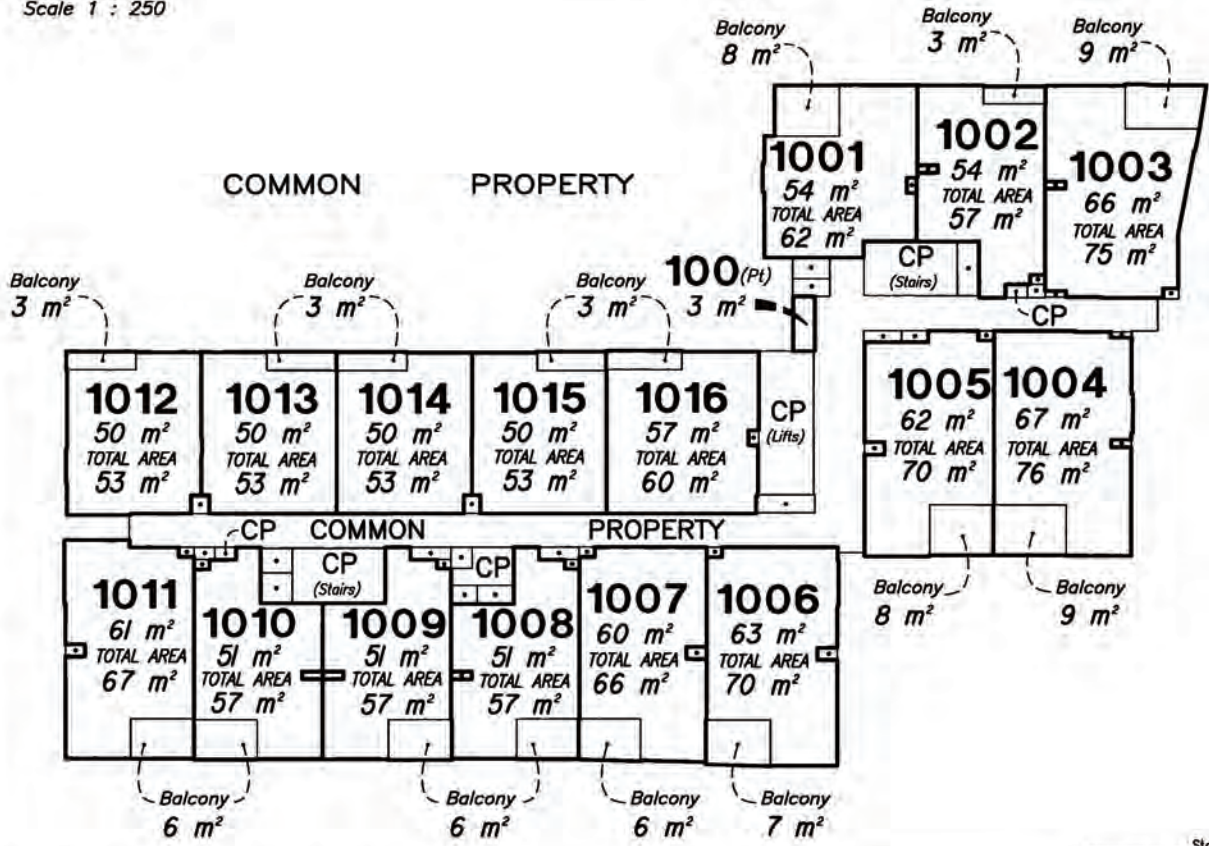 Scale 1 : 250
Balcony
8 m²
Balcony
3 m²
Balcony
9 m²
1001
54 m²
TOTAL AREA
62 m²
1002
54 m²
TOTAL AREA
57 m²
1003
66 m²
TOTAL AREA
75 m²
COMMON PROPERTY
CP
(Stairs)
CP
100 (Pt)
3 m²
Balcony
3 m²
Balcony
3 m²
Balcony
3 m²
1012
50 m²
TOTAL AREA
53 m²
1013
50 m²
TOTAL AREA
53 m²
1014
50 m²
TOTAL AREA
53 m²
1015
50 m²
TOTAL AREA
53 m²
1016
57 m²
TOTAL AREA
60 m²
CP
(Lifts)
1005
62 m²
TOTAL AREA
70 m²
1004
67 m²
TOTAL AREA
76 m²
Balcony
8 m²
Balcony
9 m²
CP COMMON PROPERTY
CP
(Stairs)
CP
1011
61 m²
TOTAL AREA
67 m²
1010
51 m²
TOTAL AREA
57 m²
1009
51 m²
TOTAL AREA
57 m²
1008
51 m²
TOTAL AREA
57 m²
1007
60 m²
TOTAL AREA
66 m²
1006
63 m²
TOTAL AREA
70 m²
Balcony
6 m²
Balcony
6 m²
Balcony
6 m²
Balcony
7 m²